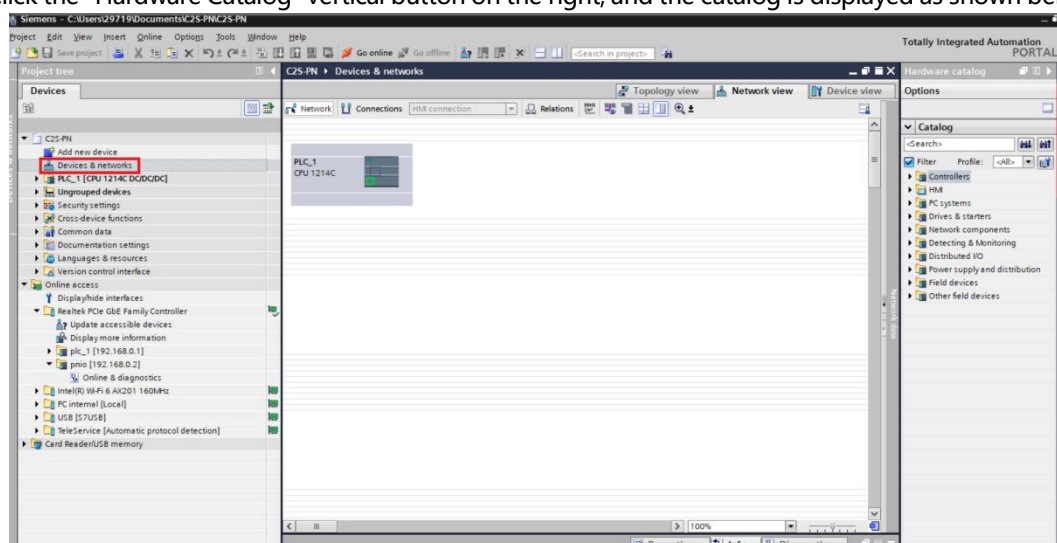 click the "Hardware Catalog" vertical button on the right, and the catalog is displayed as shown be
Siemens - C:\Users\29719\Documents\C2S-PN\C2S-PN
Project Edit View Insert Online Options Tools Window Help
Save project Go online Go offline <Search in project>
Totally Integrated Automation
PORTAL
Project tree
Devices
C2S-PN
Add new device
Devices & networks
PLC_1 [CPU 1214C DC/DC/DC]
Ungrouped devices
Security settings
Cross-device functions
Common data
Documentation settings
Languages & resources
Version control interface
Online access
Display/hide interfaces
Realtek PCIe GbE Family Controller
Update accessible devices
Display more information
plc_1 [192.168.0.1]
pnio [192.168.0.2]
Online & diagnostics
Intel(R) Wi-Fi 6 AX201 160MHz
PC internal [Local]
USB [S7USB]
TeleService [Automatic protocol detection]
Card Reader/USB memory
C2S-PN Devices & networks
Topology view Network view Device view
Network Connections HMI connection Relations
PLC_1
CPU 1214C
Network data
100%
Hardware catalog
Options
Catalog
<Search>
Filter Profile: <All>
Controllers
HMI
PC systems
Drives & starters
Network components
Detecting & Monitoring
Distributed I/O
Power supply and distribution
Field devices
Other field devices